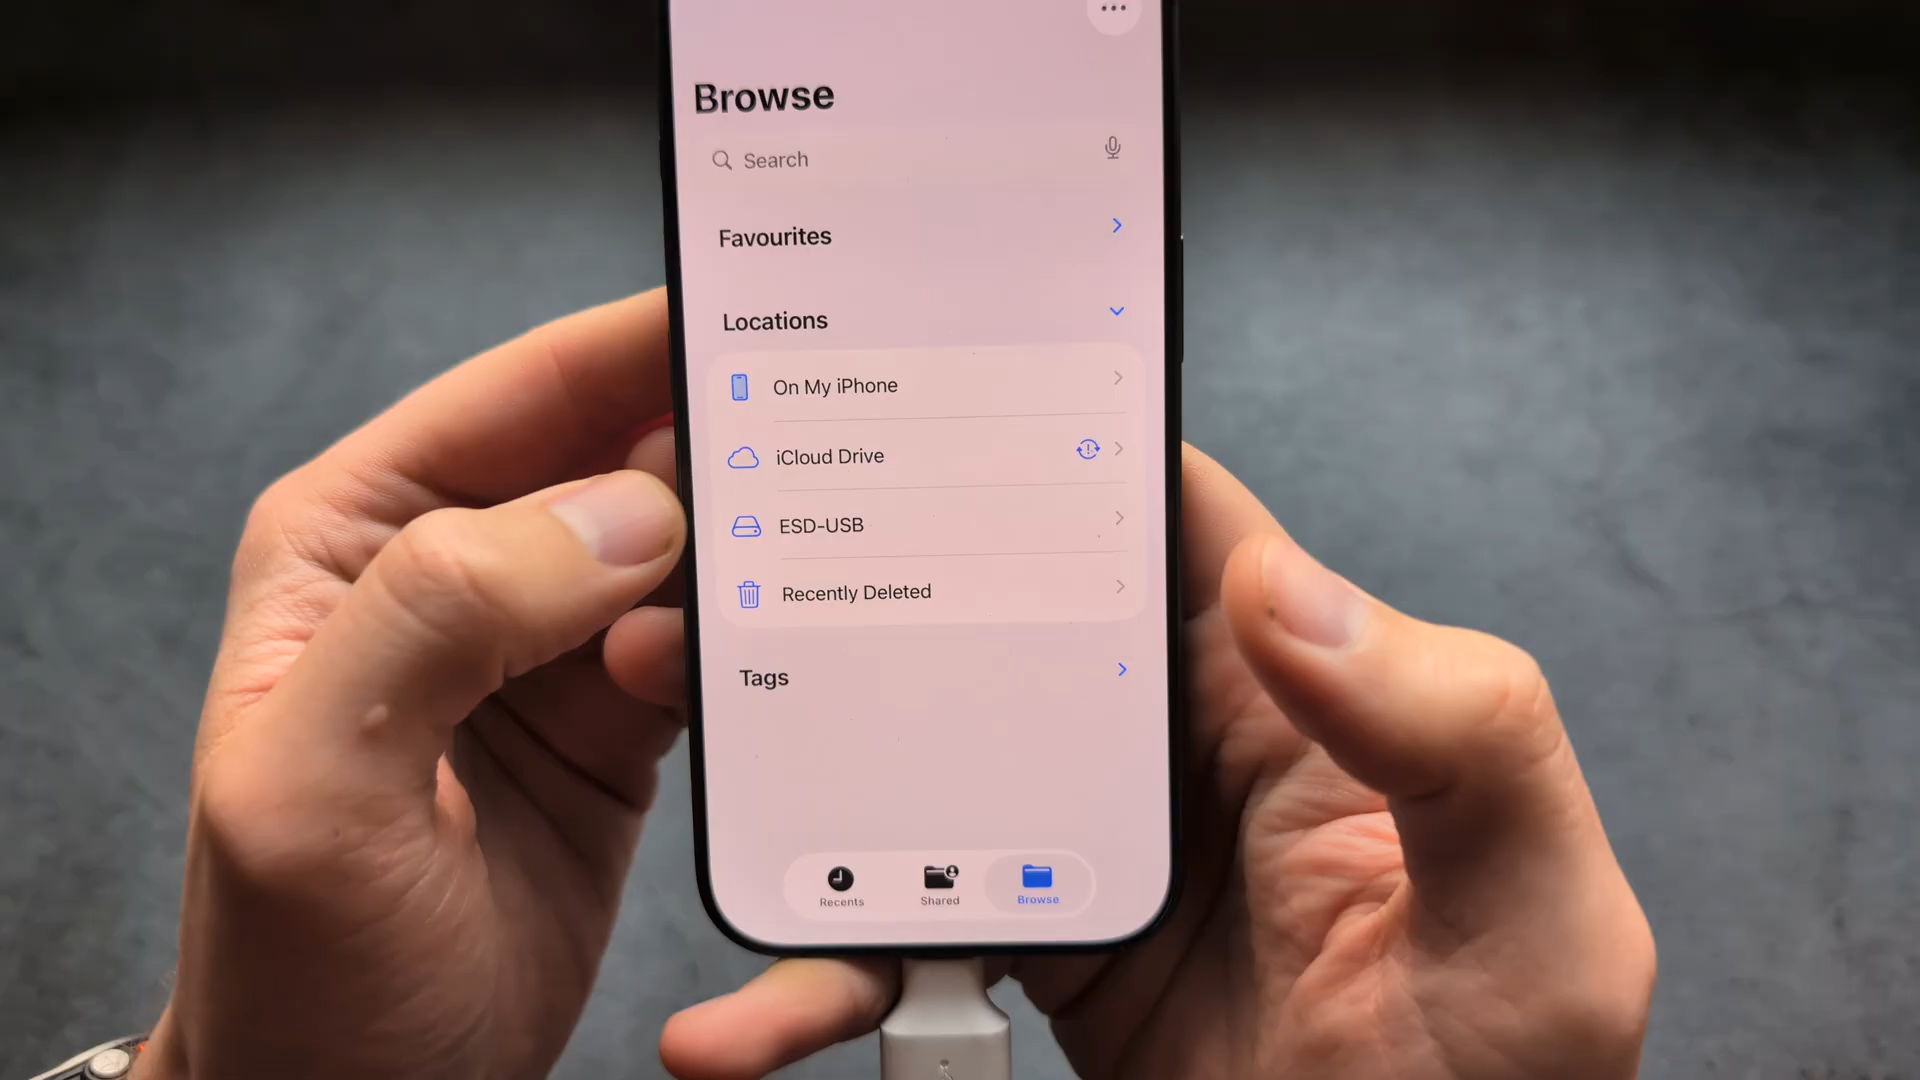 Browse
Search
Favourites
Locations
On My iPhone
iCloud Drive
ESD-USB
Recently Deleted
Tags
Recents
Shared
Browse